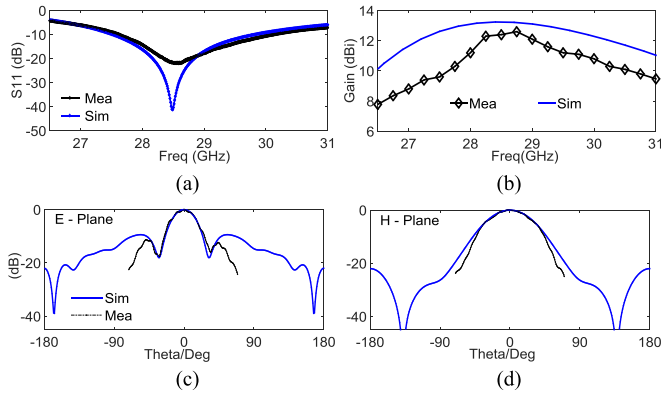 0
-10
-20
-30
-40
-50
S11 (dB)
Mea
Sim
27 28 29 30 31
Freq (GHz)
(a)
14
12
10
8
6
Gain (dBi)
Mea Sim
27 28 29 30 31
Freq(GHz)
(b)
E - Plane
0
-20
-40
(dB)
Sim
Mea
-180 -90 0 90 180
Theta/Deg
(c)
H - Plane
0
-20
-40
-180 -90 0 90 180
Theta/Deg
(d)